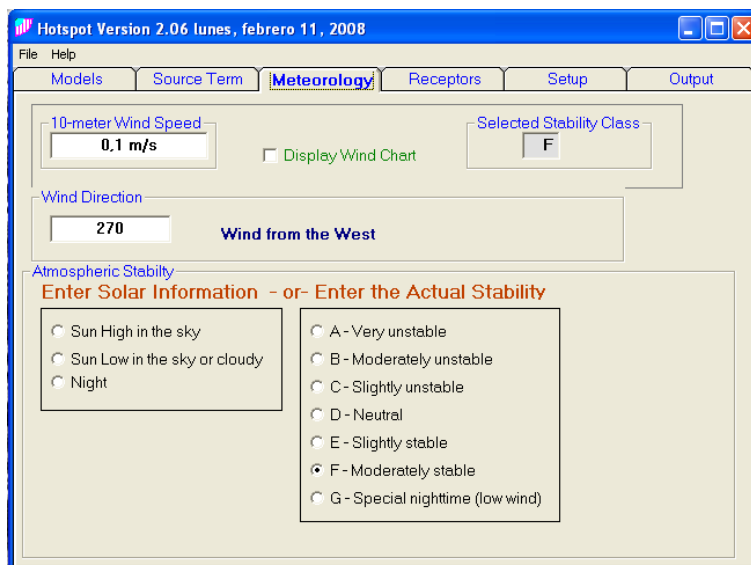 Hotspot Version 2.06 lunes, febrero 11, 2008
File Help
Models Source Term Meteorology Receptors Setup Output
10-meter Wind Speed
0,1 m/s
Display Wind Chart
Selected Stability Class
F
Wind Direction
270
Wind from the West
Atmospheric Stabilty
Enter Solar Information - or- Enter the Actual Stability
Sun High in the sky
Sun Low in the sky or cloudy
Night
A - Very unstable
B - Moderately unstable
C - Slightly unstable
D - Neutral
E - Slightly stable
F - Moderately stable
G - Special nighttime (low wind)